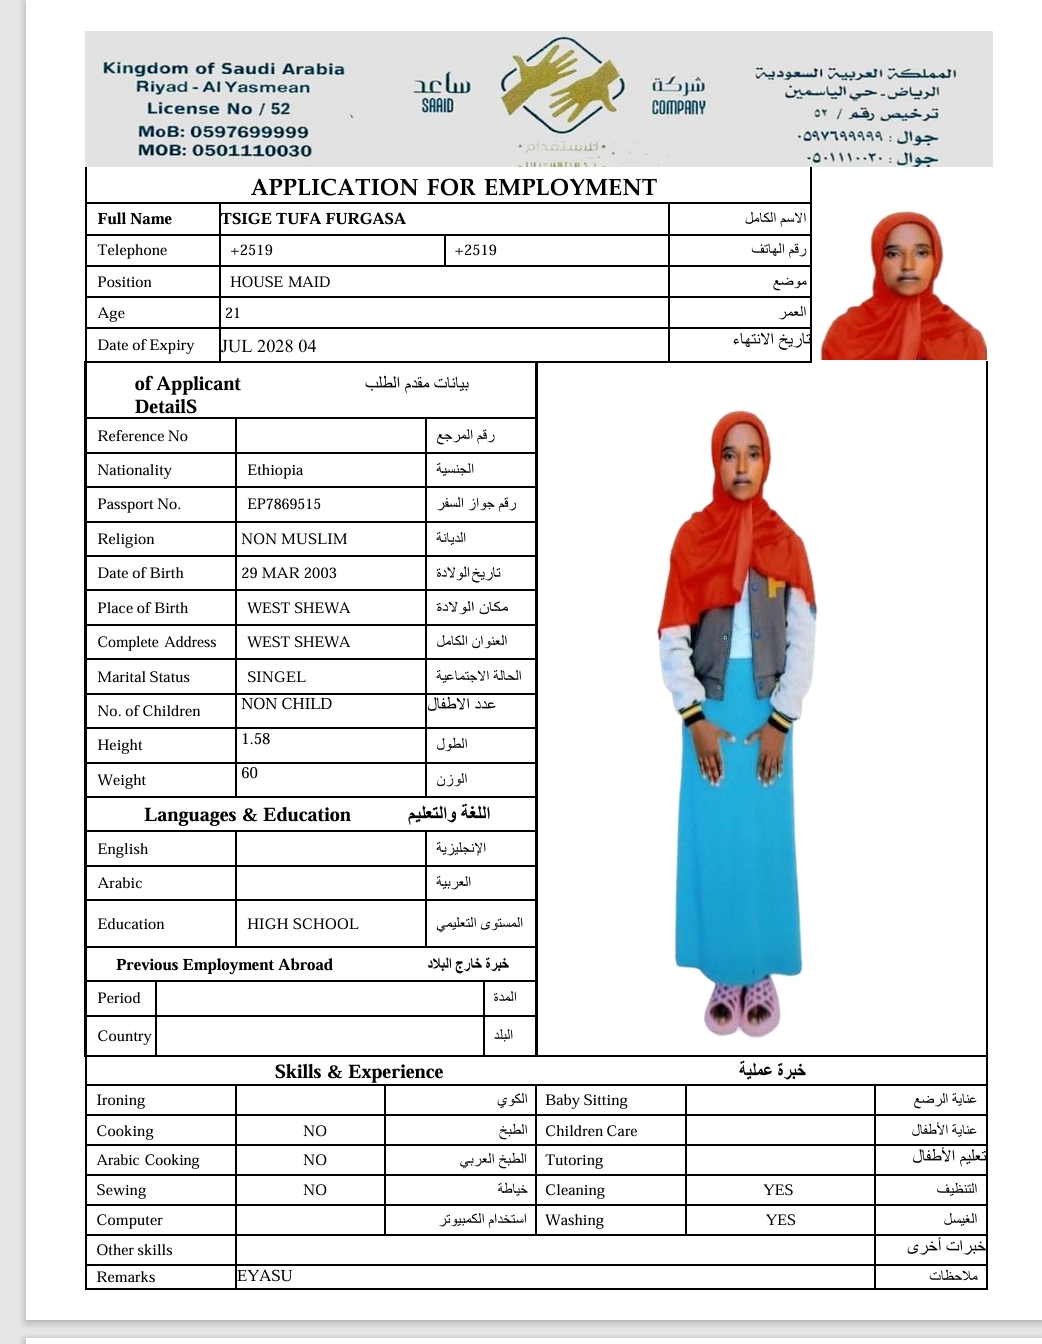 Kingdom of Saudi Arabia
Riyad - Al Yasmean
License No / 52
MoB: 0597699999
MOB: 0501110030
ساعد
SAAID
شركة
COMPANY
للإستقدام
المملكة العربية السعودية
الرياض - حي الياسمين
ترخيص رقم / ٥٢
جوال : ٠٥٩٧٦٩٩٩٩٩
جوال : ٠٥٠١١١٠٠٣٠
APPLICATION FOR EMPLOYMENT
Full Name TSIGE TUFA FURGASA الاسم الكامل
Telephone +2519 +2519 رقم الهاتف
Position HOUSE MAID موضع
Age 21 العمر
Date of Expiry JUL 2028 04 تاريخ الانتهاء
of Applicant بيانات مقدم الطلب
DetailS
Reference No رقم المرجع
Nationality Ethiopia الجنسية
Passport No. EP7869515 رقم جواز السفر
Religion NON MUSLIM الديانة
Date of Birth 29 MAR 2003 تاريخ الولادة
Place of Birth WEST SHEWA مكان الولادة
Complete Address WEST SHEWA العنوان الكامل
Marital Status SINGEL الحالة الاجتماعية
No. of Children NON CHILD عدد الاطفال
Height 1.58 الطول
Weight 60 الوزن
Languages & Education اللغة والتعليم
English الإنجليزية
Arabic العربية
Education HIGH SCHOOL المستوى التعليمي
Previous Employment Abroad خبرة خارج البلاد
Period المدة
Country البلد
Skills & Experience خبرة عملية
Ironing الكوي Baby Sitting عناية الرضع
Cooking NO الطبخ Children Care عناية الأطفال
Arabic Cooking NO الطبخ العربي Tutoring تعليم الأطفال
Sewing NO خياطة Cleaning YES التنظيف
Computer استخدام الكمبيوتر Washing YES الغيسل
Other skills خبرات أخرى
Remarks EYASU ملاحظات